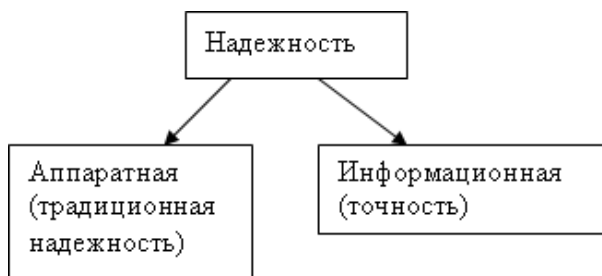 Надежность
Аппаратная
(традиционная
надежность)
Информационная
(точность)